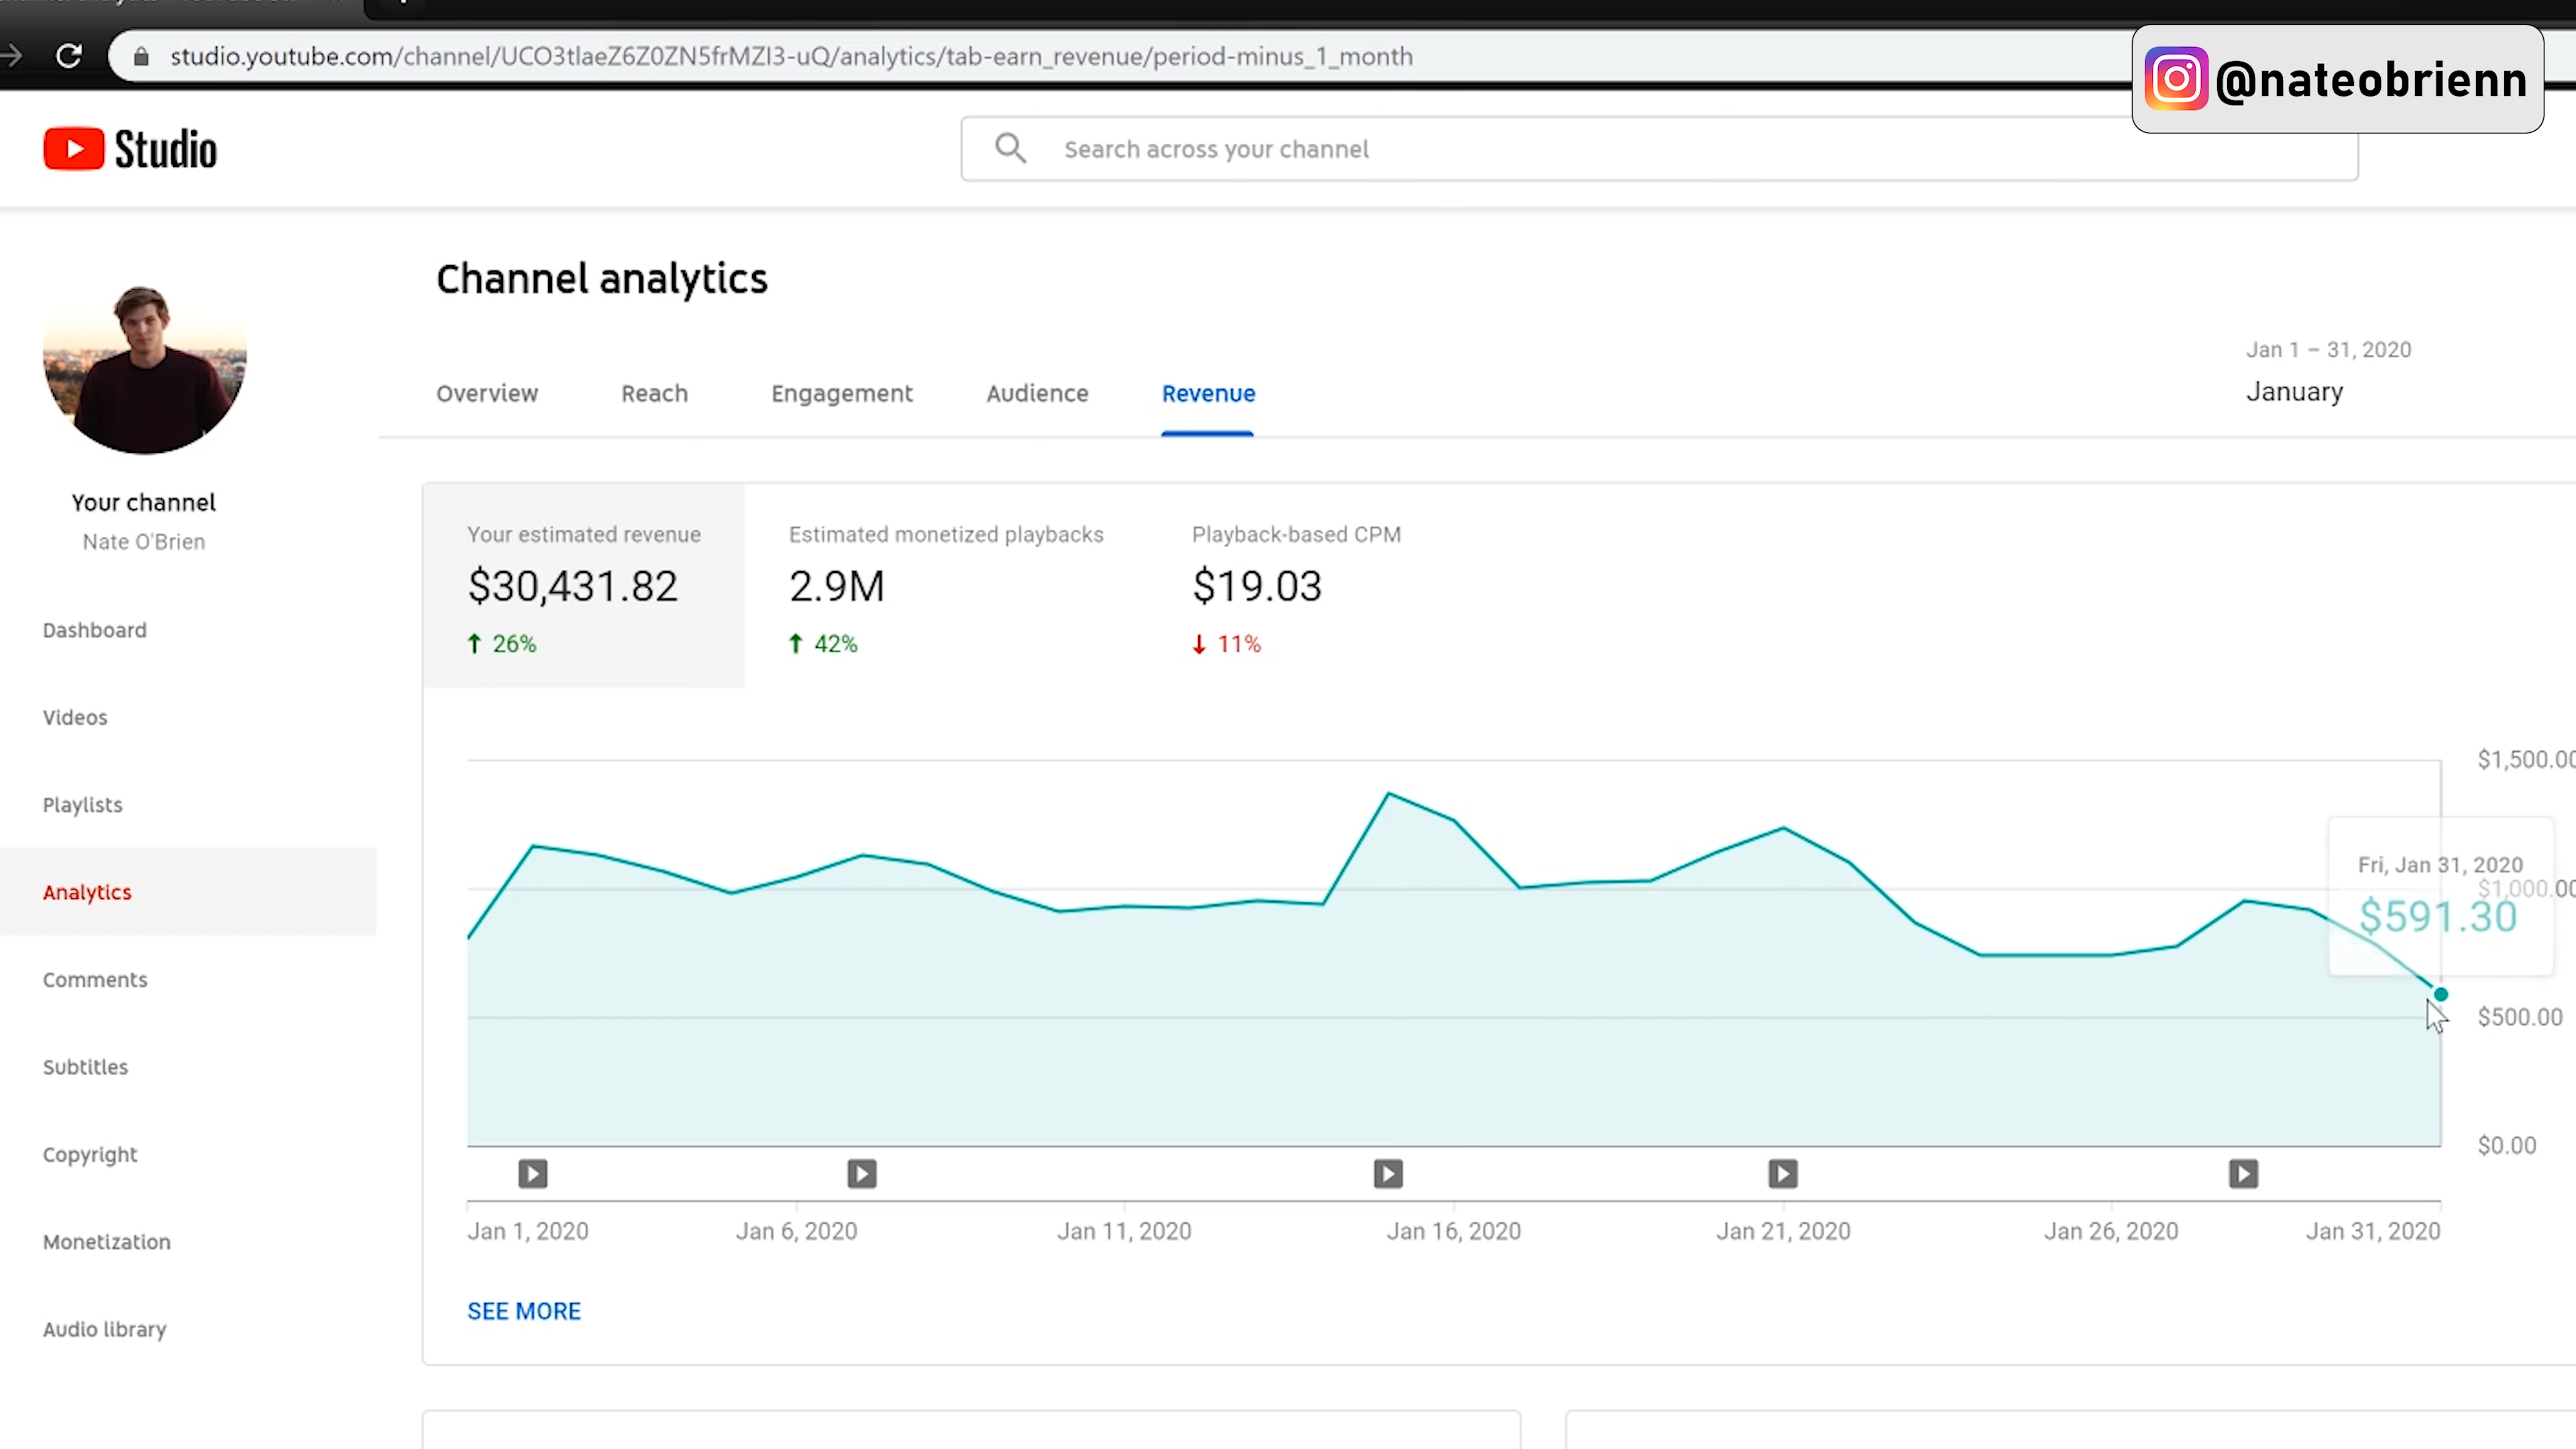 studio.youtube.com/channel/UCO3tlaeZ6Z0ZN5frMZI3-uQ/analytics/tab-earn_revenue/period-minus_1_month
@nateobrienn
Studio
Search across your channel
Channel analytics
Jan 1 – 31, 2020
January
Overview Reach Engagement Audience Revenue
Your channel
Nate O'Brien
Dashboard
Videos
Playlists
Analytics
Comments
Subtitles
Copyright
Monetization
Audio library
Your estimated revenue
$30,431.82
26%
Estimated monetized playbacks
2.9M
42%
Playback-based CPM
$19.03
11%
$1,500.00
$1,000.00
$500.00
$0.00
Fri, Jan 31, 2020
$591.30
Jan 1, 2020 Jan 6, 2020 Jan 11, 2020 Jan 16, 2020 Jan 21, 2020 Jan 26, 2020 Jan 31, 2020
SEE MORE